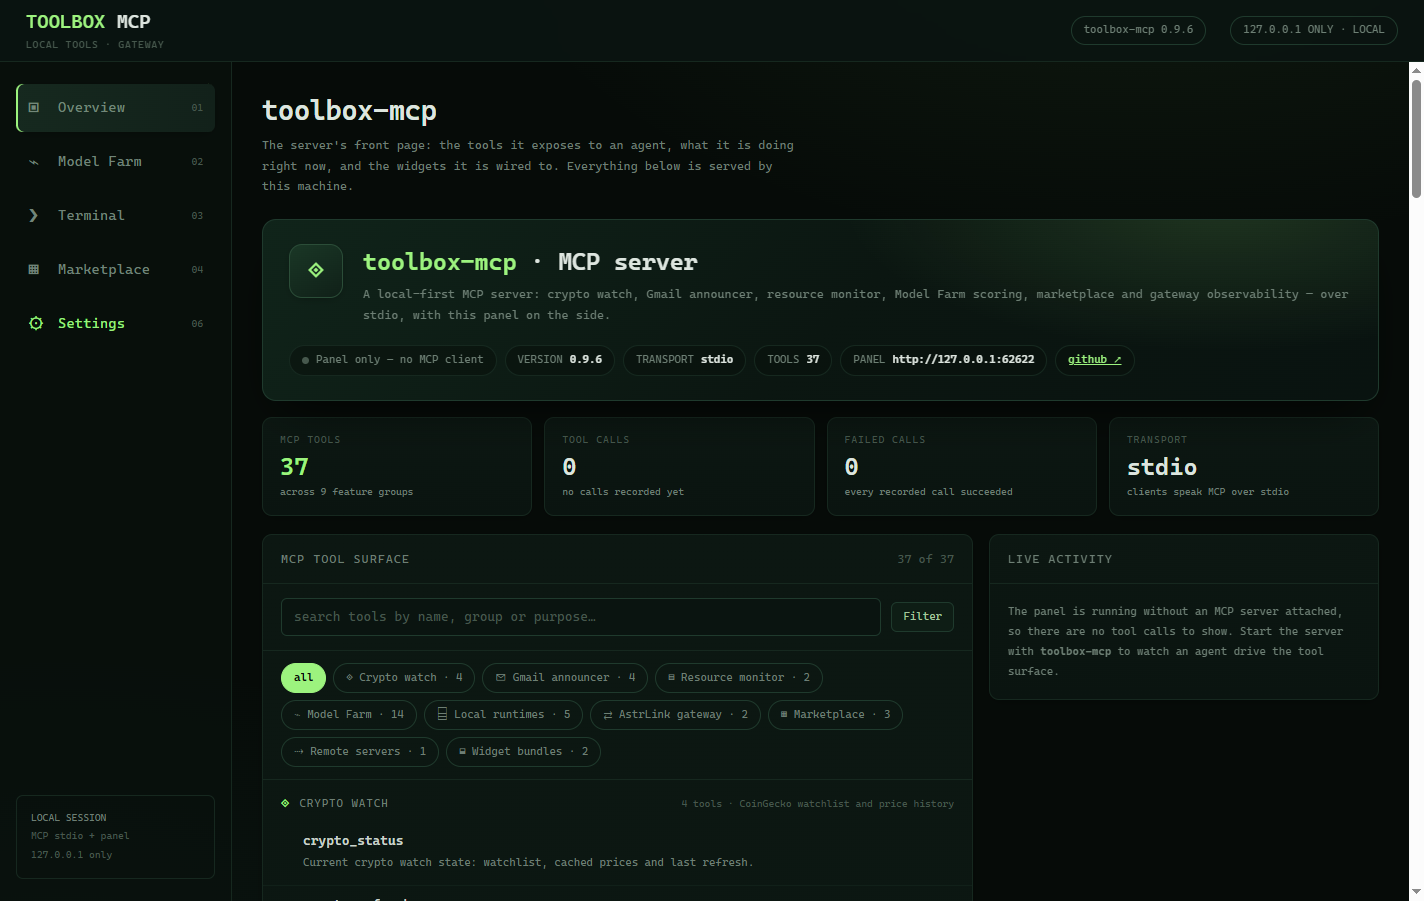 TOOLBOX MCP
LOCAL TOOLS · GATEWAY
toolbox-mcp 0.9.6
127.0.0.1 ONLY · LOCAL
Overview 01
Model Farm 02
Terminal 03
Marketplace 04
Settings 06
LOCAL SESSION
MCP stdio + panel
127.0.0.1 only
toolbox-mcp
The server's front page: the tools it exposes to an agent, what it is doing
right now, and the widgets it is wired to. Everything below is served by
this machine.
toolbox-mcp · MCP server
A local-first MCP server: crypto watch, Gmail announcer, resource monitor, Model Farm scoring, marketplace and gateway observability — over
stdio, with this panel on the side.
Panel only — no MCP client
VERSION 0.9.6
TRANSPORT stdio
TOOLS 37
PANEL http://127.0.0.1:62622
github ↗
MCP TOOLS
37
across 9 feature groups
TOOL CALLS
0
no calls recorded yet
FAILED CALLS
0
every recorded call succeeded
TRANSPORT
stdio
clients speak MCP over stdio
MCP TOOL SURFACE
37 of 37
search tools by name, group or purpose…
Filter
all
Crypto watch · 4
Gmail announcer · 4
Resource monitor · 2
Model Farm · 14
Local runtimes · 5
AstrLink gateway · 2
Marketplace · 3
Remote servers · 1
Widget bundles · 2
CRYPTO WATCH
4 tools · CoinGecko watchlist and price history
crypto_status
Current crypto watch state: watchlist, cached prices and last refresh.
LIVE ACTIVITY
The panel is running without an MCP server attached,
so there are no tool calls to show. Start the server
with toolbox-mcp to watch an agent drive the tool
surface.